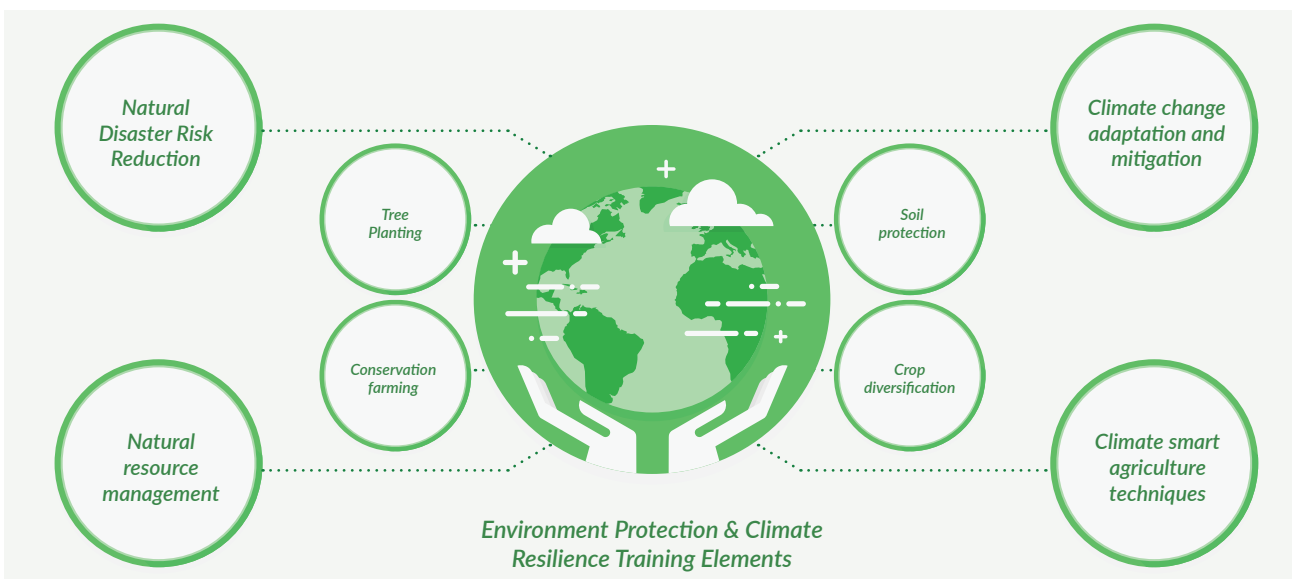 Natural
Disaster Risk
Reduction
Climate change
adaptation and
mitigation
Tree
Planting
Soil
protection
Conservation
farming
Crop
diversification
Natural
resource
management
Climate smart
agriculture
techniques
Environment Protection & Climate
Resilience Training Elements